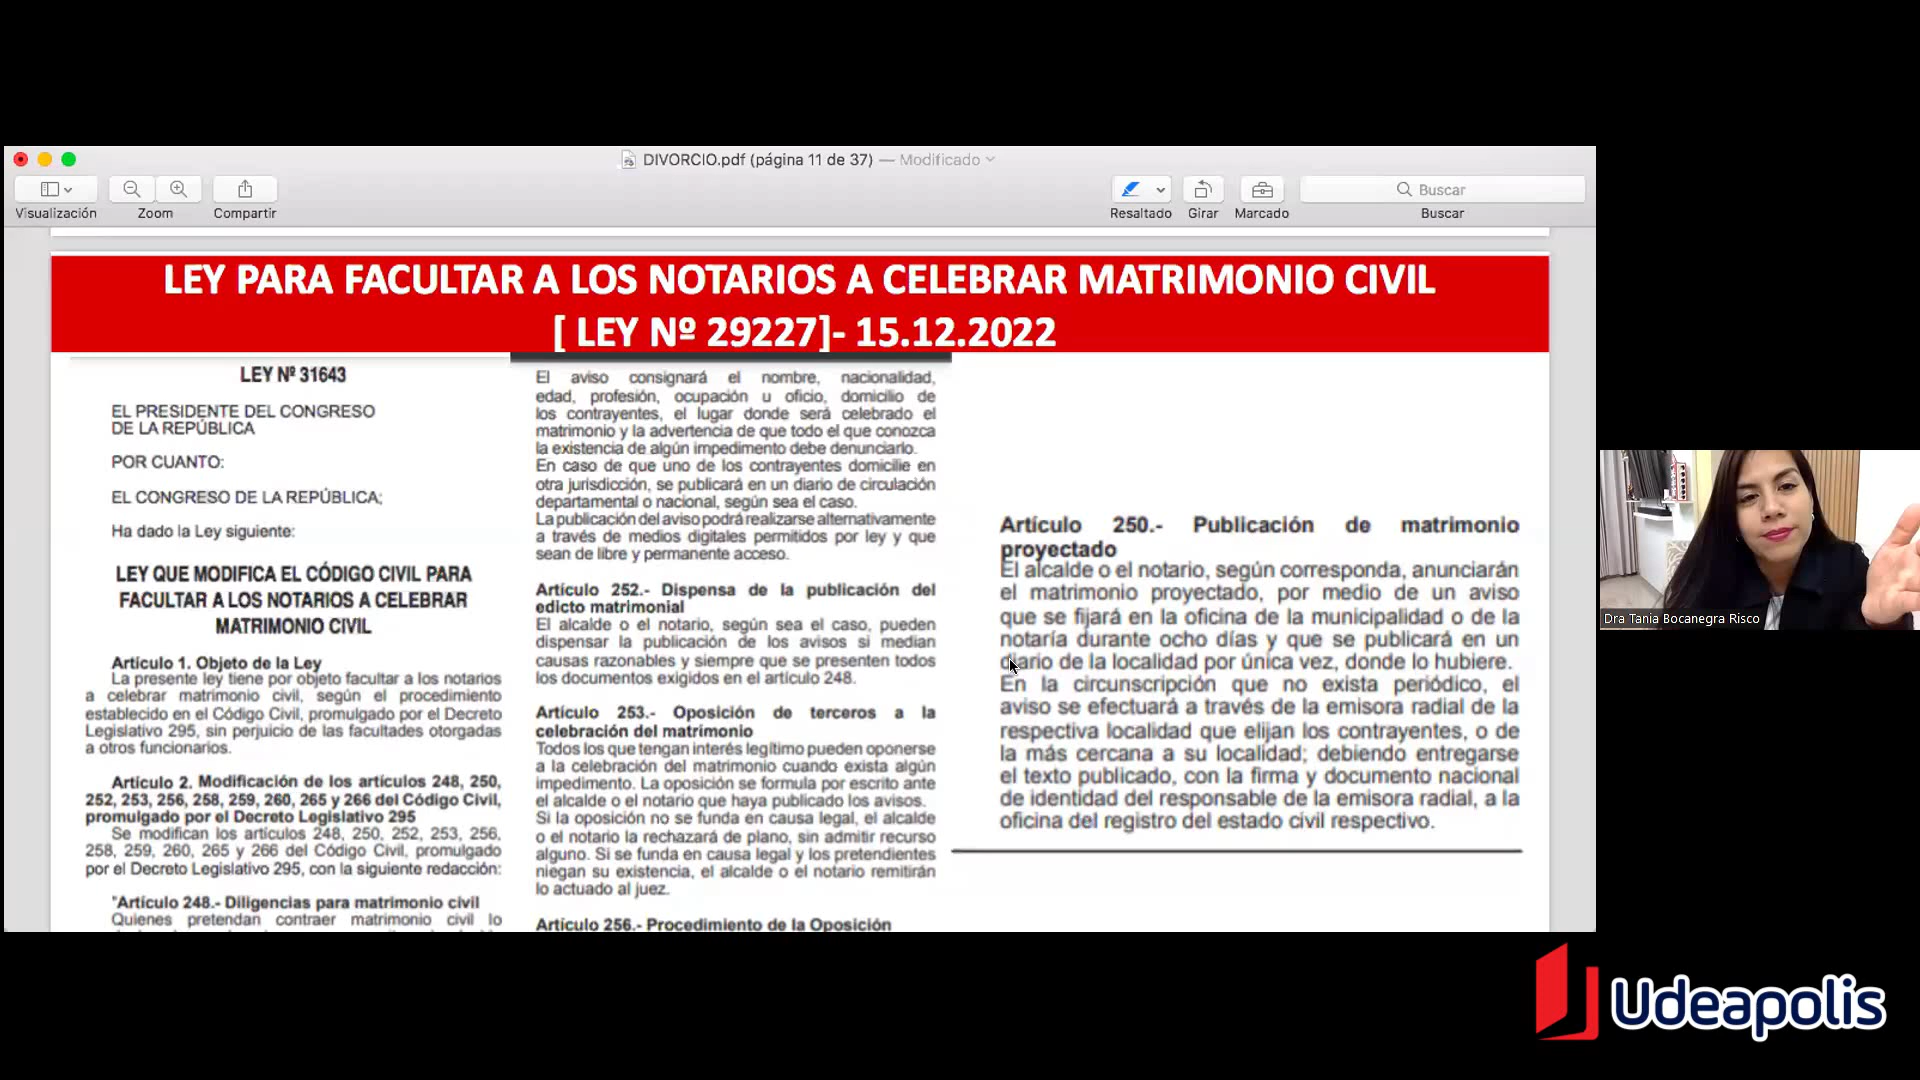 DIVORCIO.pdf (página 11 de 37) — Modificado
Visualización
Zoom
Compartir
Resaltado
Girar
Marcado
Buscar
Buscar
LEY PARA FACULTAR A LOS NOTARIOS A CELEBRAR MATRIMONIO CIVIL
[ LEY Nº 29227]- 15.12.2022
LEY Nº 31643
EL PRESIDENTE DEL CONGRESO
DE LA REPÚBLICA
POR CUANTO:
EL CONGRESO DE LA REPÚBLICA;
Ha dado la Ley siguiente:
LEY QUE MODIFICA EL CÓDIGO CIVIL PARA
FACULTAR A LOS NOTARIOS A CELEBRAR
MATRIMONIO CIVIL
Artículo 1. Objeto de la Ley
La presente ley tiene por objeto facultar a los notarios
a celebrar matrimonio civil, según el procedimiento
establecido en el Código Civil, promulgado por el Decreto
Legislativo 295, sin perjuicio de las facultades otorgadas
a otros funcionarios.
Artículo 2. Modificación de los artículos 248, 250,
252, 253, 256, 258, 259, 260, 265 y 266 del Código Civil,
promulgado por el Decreto Legislativo 295
Se modifican los artículos 248, 250, 252, 253, 256,
258, 259, 260, 265 y 266 del Código Civil, promulgado
por el Decreto Legislativo 295, con la siguiente redacción:
"Artículo 248.- Diligencias para matrimonio civil
Quienes pretendan contraer matrimonio civil lo
El aviso consignará el nombre, nacionalidad,
edad, profesión, ocupación u oficio, domicilio de
los contrayentes, el lugar donde será celebrado el
matrimonio y la advertencia de que todo el que conozca
la existencia de algún impedimento debe denunciarlo.
En caso de que uno de los contrayentes domicilie en
otra jurisdicción, se publicará en un diario de circulación
departamental o nacional, según sea el caso.
La publicación del aviso podrá realizarse alternativamente
a través de medios digitales permitidos por ley y que
sean de libre y permanente acceso.
Artículo 252.- Dispensa de la publicación del
edicto matrimonial
El alcalde o el notario, según sea el caso, pueden
dispensar la publicación de los avisos si median
causas razonables y siempre que se presenten todos
los documentos exigidos en el artículo 248.
Artículo 253.- Oposición de terceros a la
celebración del matrimonio
Todos los que tengan interés legítimo pueden oponerse
a la celebración del matrimonio cuando exista algún
impedimento. La oposición se formula por escrito ante
el alcalde o el notario que haya publicado los avisos.
Si la oposición no se funda en causa legal, el alcalde
o el notario la rechazará de plano, sin admitir recurso
alguno. Si se funda en causa legal y los pretendientes
niegan su existencia, el alcalde o el notario remitirán
lo actuado al juez.
Artículo 256.- Procedimiento de la Oposición
Artículo 250.- Publicación de matrimonio
proyectado
El alcalde o el notario, según corresponda, anunciarán
el matrimonio proyectado, por medio de un aviso
que se fijará en la oficina de la municipalidad o de la
notaría durante ocho días y que se publicará en un
diario de la localidad por única vez, donde lo hubiere.
En la circunscripción que no exista periódico, el
aviso se efectuará a través de la emisora radial de la
respectiva localidad que elijan los contrayentes, o de
la más cercana a su localidad; debiendo entregarse
el texto publicado, con la firma y documento nacional
de identidad del responsable de la emisora radial, a la
oficina del registro del estado civil respectivo.
Dra Tania Bocanegra Risco
Udeapolis